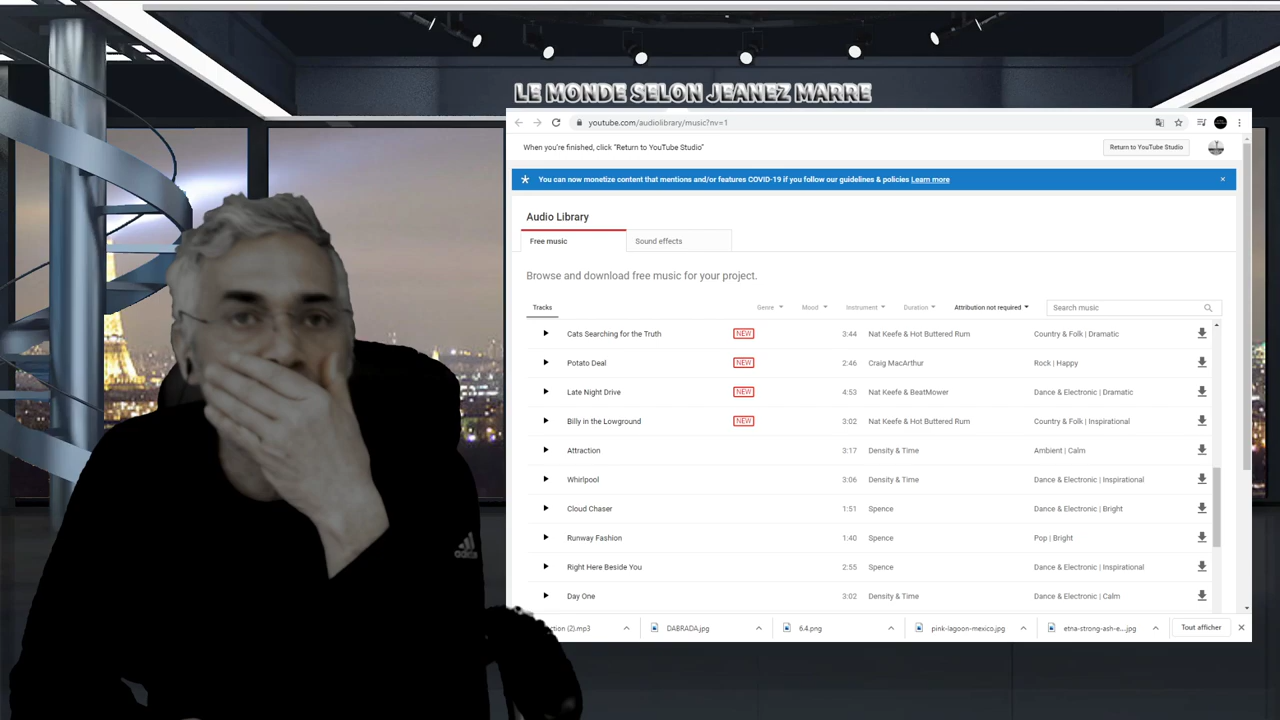 LE MONDE SELON JEANEZ MARRE
youtube.com/audiolibrary/music?nv=1
When you're finished, click "Return to YouTube Studio"
Return to YouTube Studio
You can now monetize content that mentions and/or features COVID-19 if you follow our guidelines & policies Learn more
Audio Library
Free music
Sound effects
Browse and download free music for your project.
Tracks Genre Mood Instrument Duration Attribution not required Search music
Cats Searching for the Truth NEW 3:44 Nat Keefe & Hot Buttered Rum Country & Folk | Dramatic
Potato Deal NEW 2:46 Craig MacArthur Rock | Happy
Late Night Drive NEW 4:53 Nat Keefe & BeatMower Dance & Electronic | Dramatic
Billy in the Lowground NEW 3:02 Nat Keefe & Hot Buttered Rum Country & Folk | Inspirational
Attraction 3:17 Density & Time Ambient | Calm
Whirlpool 3:06 Density & Time Dance & Electronic | Inspirational
Cloud Chaser 1:51 Spence Dance & Electronic | Bright
Runway Fashion 1:40 Spence Pop | Bright
Right Here Beside You 2:55 Spence Dance & Electronic | Inspirational
Day One 3:02 Density & Time Dance & Electronic | Calm
ction (2).mp3 DABRADA.jpg 6.4.png pink-lagoon-mexico.jpg etna-strong-ash-e....jpg Tout afficher
adidas